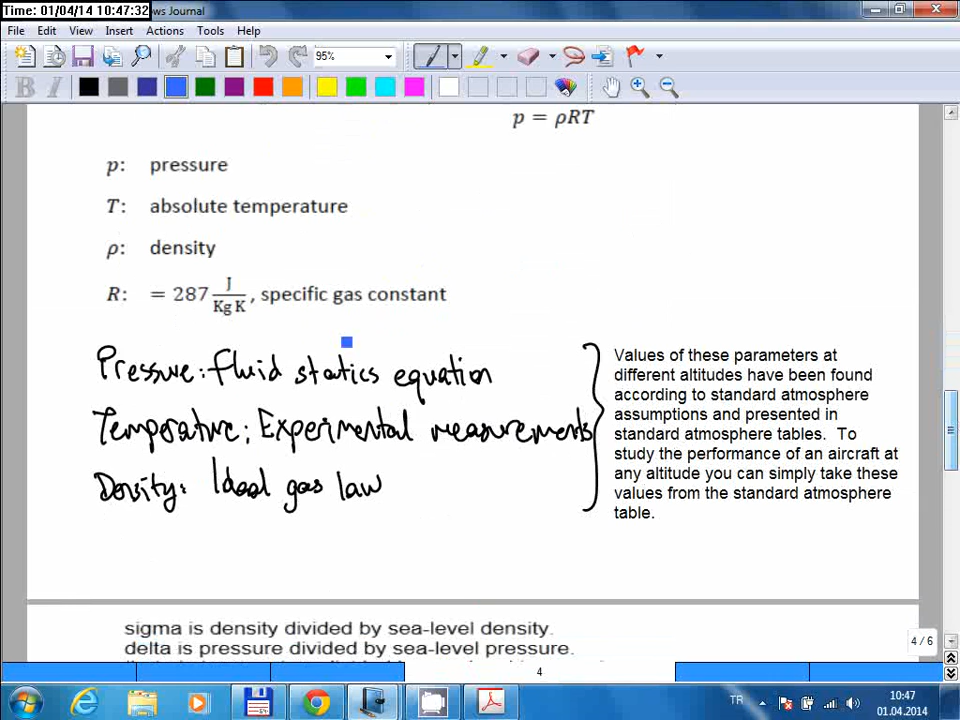 Time: 01/04/14 10:47:32
ws Journal
File Edit View Insert Actions Tools Help
95%
B I
p = ρRT
p: pressure
T: absolute temperature
ρ: density
R: = 287 J/Kg K, specific gas constant
Pressure: fluid statics equation
Temperature: Experimental measurements
Density: Ideal gas law
Values of these parameters at
different altitudes have been found
according to standard atmosphere
assumptions and presented in
standard atmosphere tables. To
study the performance of an aircraft at
any altitude you can simply take these
values from the standard atmosphere
table.
sigma is density divided by sea-level density.
delta is pressure divided by sea-level pressure.
4 / 6
4
TR
10:47
01.04.2014